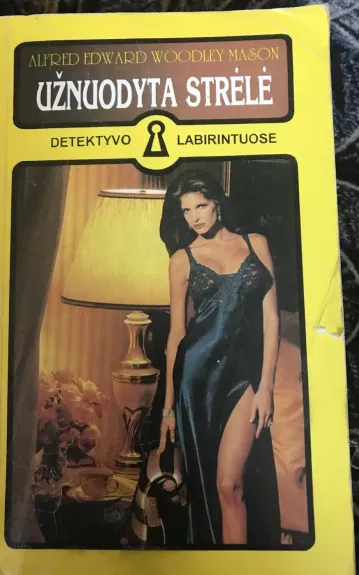 ALFRED EDWARD WOODLEY MASON
UŽNUODYTA STRĖLĖ
DETEKTYVO LABIRINTUOSE